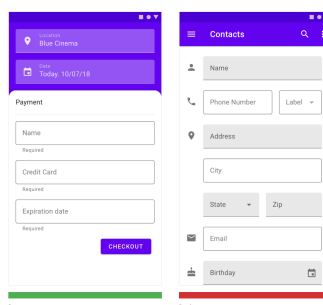 Location
Blue Cinema
Date
Today. 10/07/18
Payment
Name
Required
Credit Card
Required
Expiration date
Required
CHECKOUT
Contacts
Name
Phone Number
Label
Address
City
State
Zip
Email
Birthday